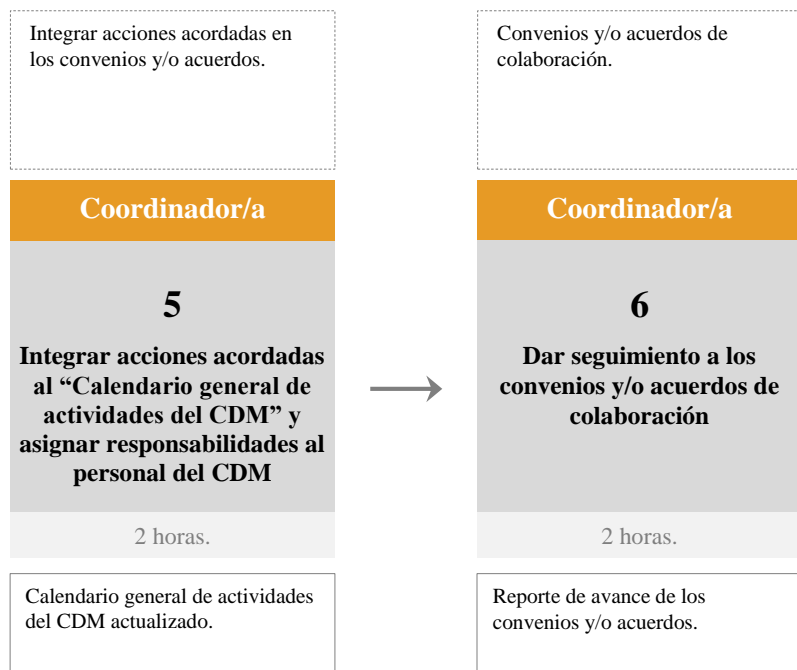 Integrar acciones acordadas en
los convenios y/o acuerdos.
Coordinador/a
5
Integrar acciones acordadas
al “Calendario general de
actividades del CDM” y
asignar responsabilidades al
personal del CDM
2 horas.
Calendario general de actividades
del CDM actualizado.
Convenios y/o acuerdos de
colaboración.
Coordinador/a
6
Dar seguimiento a los
convenios y/o acuerdos de
colaboración
2 horas.
Reporte de avance de los
convenios y/o acuerdos.